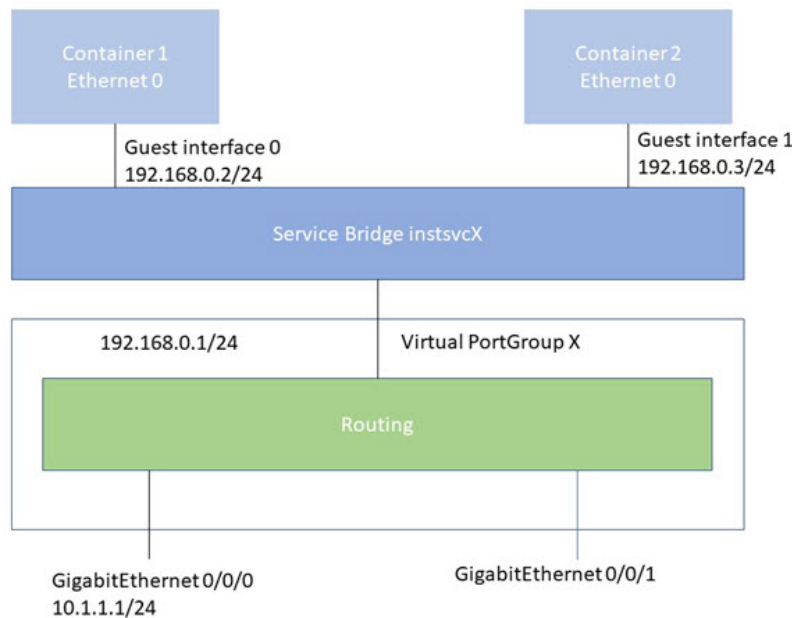 Container 1
Ethernet 0
Container 2
Ethernet 0
Guest interface 0
192.168.0.2/24
Guest interface 1
192.168.0.3/24
Service Bridge instsvcX
192.168.0.1/24
Virtual PortGroup X
Routing
GigabitEthernet 0/0/0
10.1.1.1/24
GigabitEthernet 0/0/1